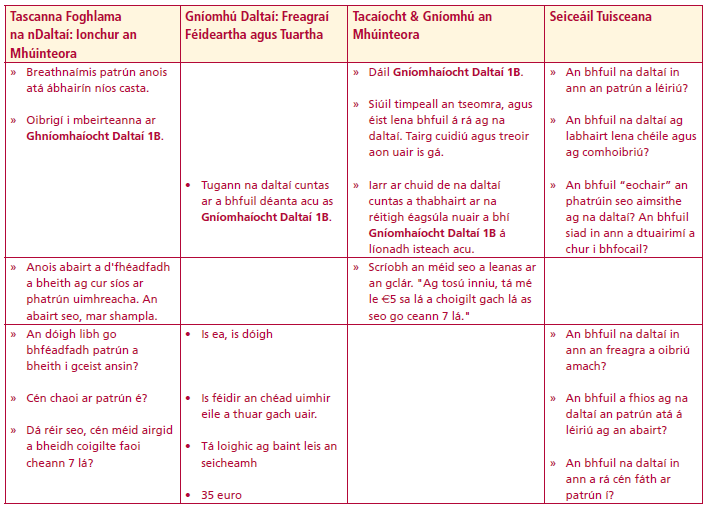 Tascanna Foghlama
na nDaltaí: Ionchur an
Mhúinteora
Gníomhú Daltaí: Freagraí
Féideartha agus Tuartha
Tacaíocht & Gníomhú an
Mhúinteora
Seiceáil Tuisceana
» Breathnaímis patrún anois
atá ábhairín níos casta.
» Oibrigí i mbeirteanna ar
Ghníomhaíocht Daltaí 1B.
• Tugann na daltaí cuntas
ar a bhfuil déanta acu as
Gníomhaíocht Daltaí 1B.
» Dáil Gníomhaíocht Daltaí 1B.
» Siúil timpeall an tseomra, agus
éist lena bhfuil á rá ag na
daltaí. Tairg cuidiú agus treoir
aon uair is gá.
» Iarr ar chuid de na daltaí
cuntas a thabhairt ar na
réitigh éagsúla nuair a bhí
Gníomhaíocht Daltaí 1B á
líonadh isteach acu.
» An bhfuil na daltaí in
ann an patrún a léiriú?
» An bhfuil na daltaí ag
labhairt lena chéile agus
ag comhoibriú?
» An bhfuil “eochair” an
phatrúin seo aimsithe
ag na daltaí? An bhfuil
siad in ann a dtuairimí a
chur i bhfocail?
» Anois abairt a d'fhéadfadh
a bheith ag cur síos ar
phatrún uimhreacha. An
abairt seo, mar shampla.
» Scríobh an méid seo a leanas ar
an gclár. "Ag tosú inniu, tá mé
le €5 sa lá a choigilt gach lá as
seo go ceann 7 lá."
» An dóigh libh go
bhféadfadh patrún a
bheith i gceist ansin?
» Cén chaoi ar patrún é?
» Dá réir seo, cén méid airgid
a bheidh coigilte faoi
cheann 7 lá?
• Is ea, is dóigh
• Is féidir an chéad uimhir
eile a thuar gach uair.
• Tá loighic ag baint leis an
seicheamh
• 35 euro
» An bhfuil na daltaí in
ann an freagra a oibriú
amach?
» An bhfuil a fhios ag na
daltaí an patrún atá á
léiriú ag an abairt?
» An bhfuil na daltaí in
ann a rá cén fáth ar
patrún í?